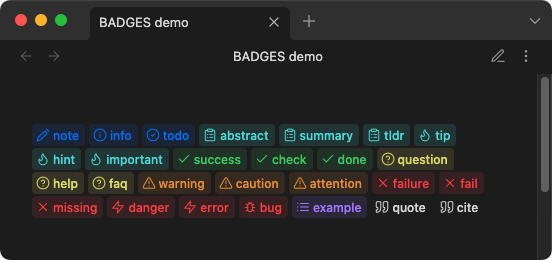 BADGES demo
BADGES demo
note info todo abstract summary tldr tip
hint important success check done question
help faq warning caution attention failure fail
missing danger error bug example quote cite